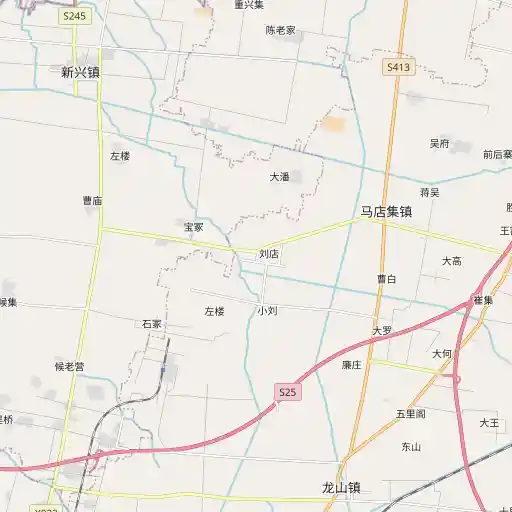 重兴集
S245
陈老家
S413
新兴镇
吴府
左楼
前后寨
大潘
蒋吴
曹庙
马店集镇
宝冢
王
刘店
大高
曹白
候集
崔集
左楼
小刘
石冢
大罗
大何
候老营
廉庄
S25
五里阁
大王
桥
东山
龙山镇